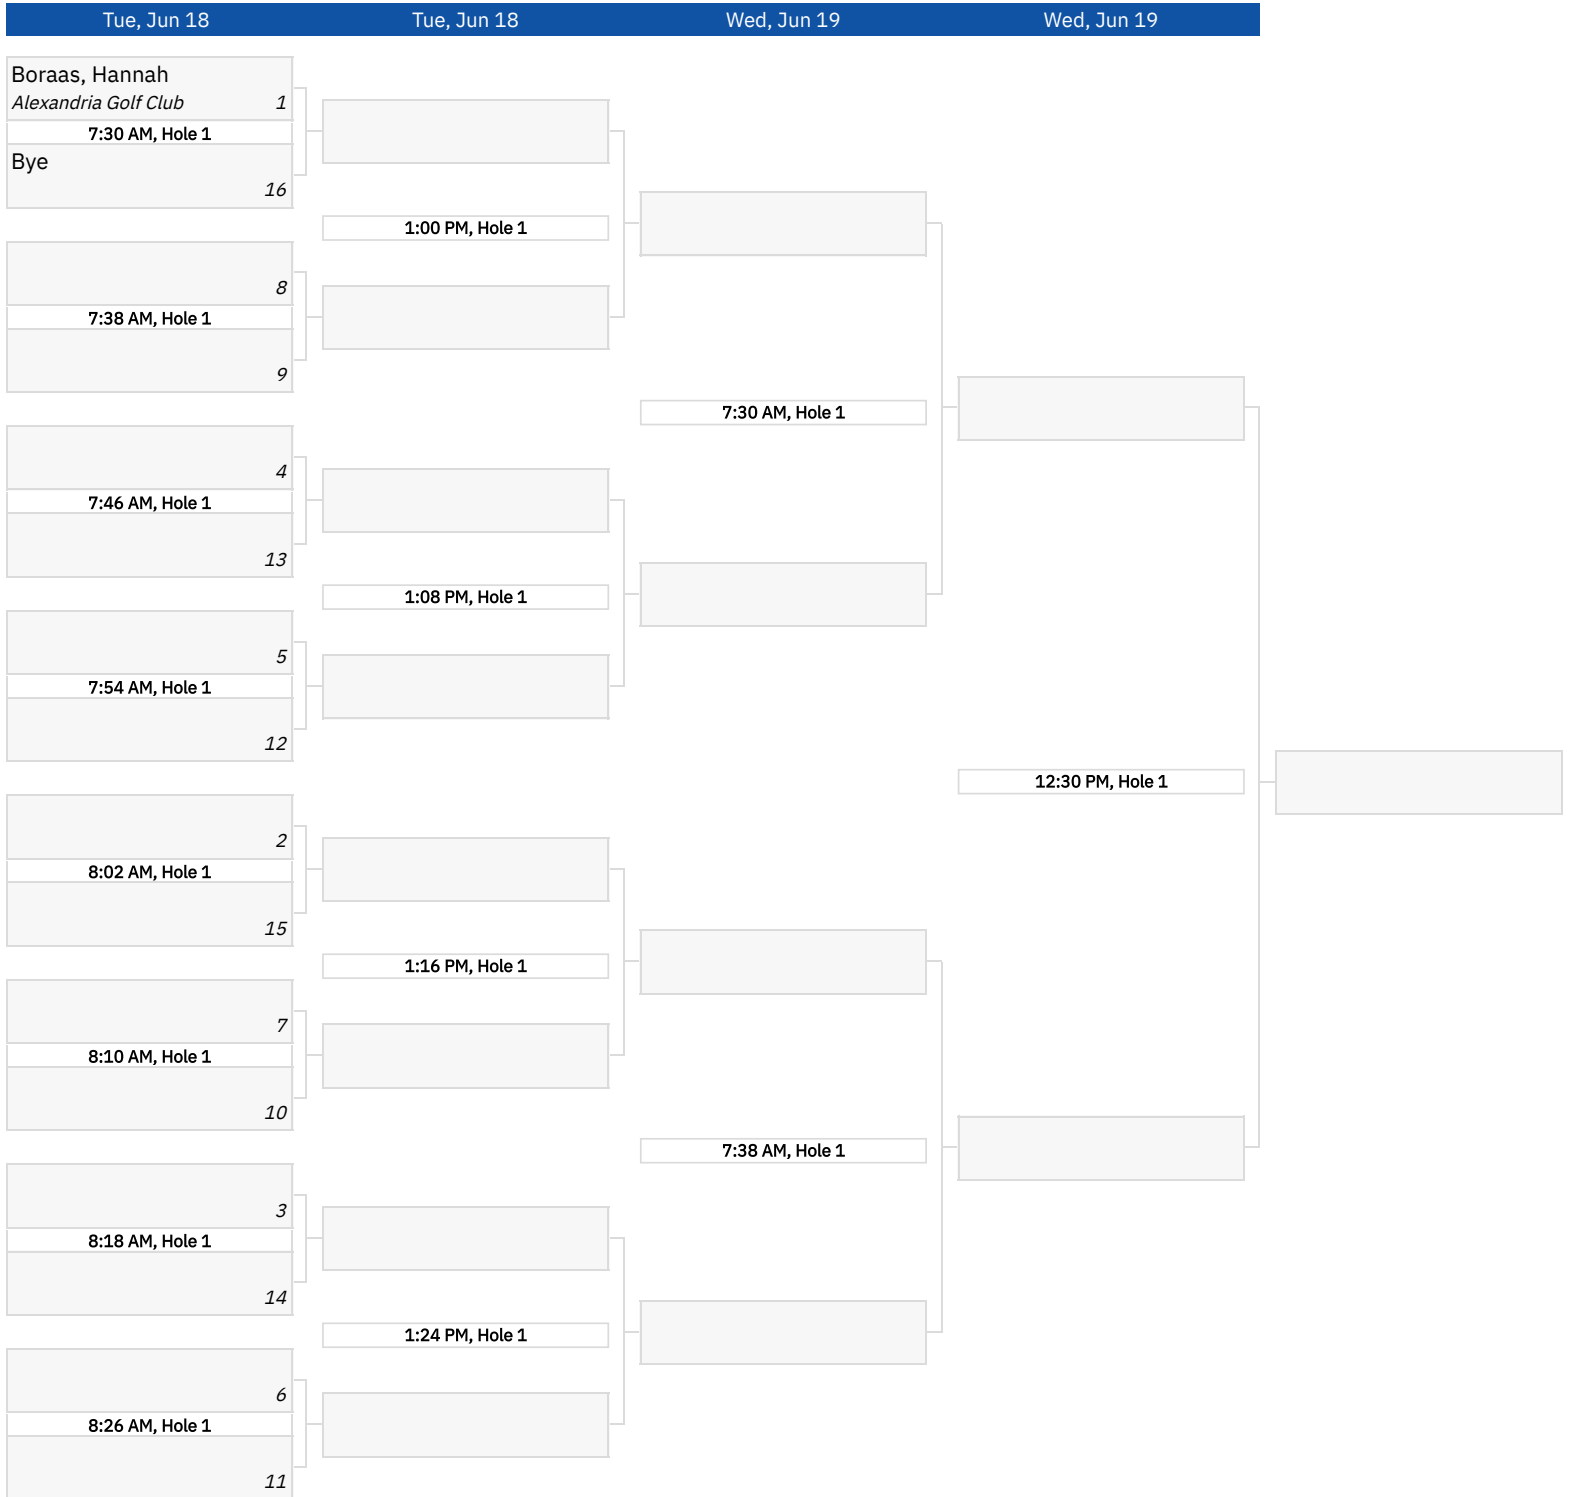 Tue, Jun 18
Tue, Jun 18
Wed, Jun 19
Wed, Jun 19
Boraas, Hannah
Alexandria Golf Club 1
7:30 AM, Hole 1
Bye
16
8
7:38 AM, Hole 1
9
4
7:46 AM, Hole 1
13
5
7:54 AM, Hole 1
12
2
8:02 AM, Hole 1
15
7
8:10 AM, Hole 1
10
3
8:18 AM, Hole 1
14
6
8:26 AM, Hole 1
11
1:00 PM, Hole 1
1:08 PM, Hole 1
1:16 PM, Hole 1
1:24 PM, Hole 1
7:30 AM, Hole 1
7:38 AM, Hole 1
12:30 PM, Hole 1